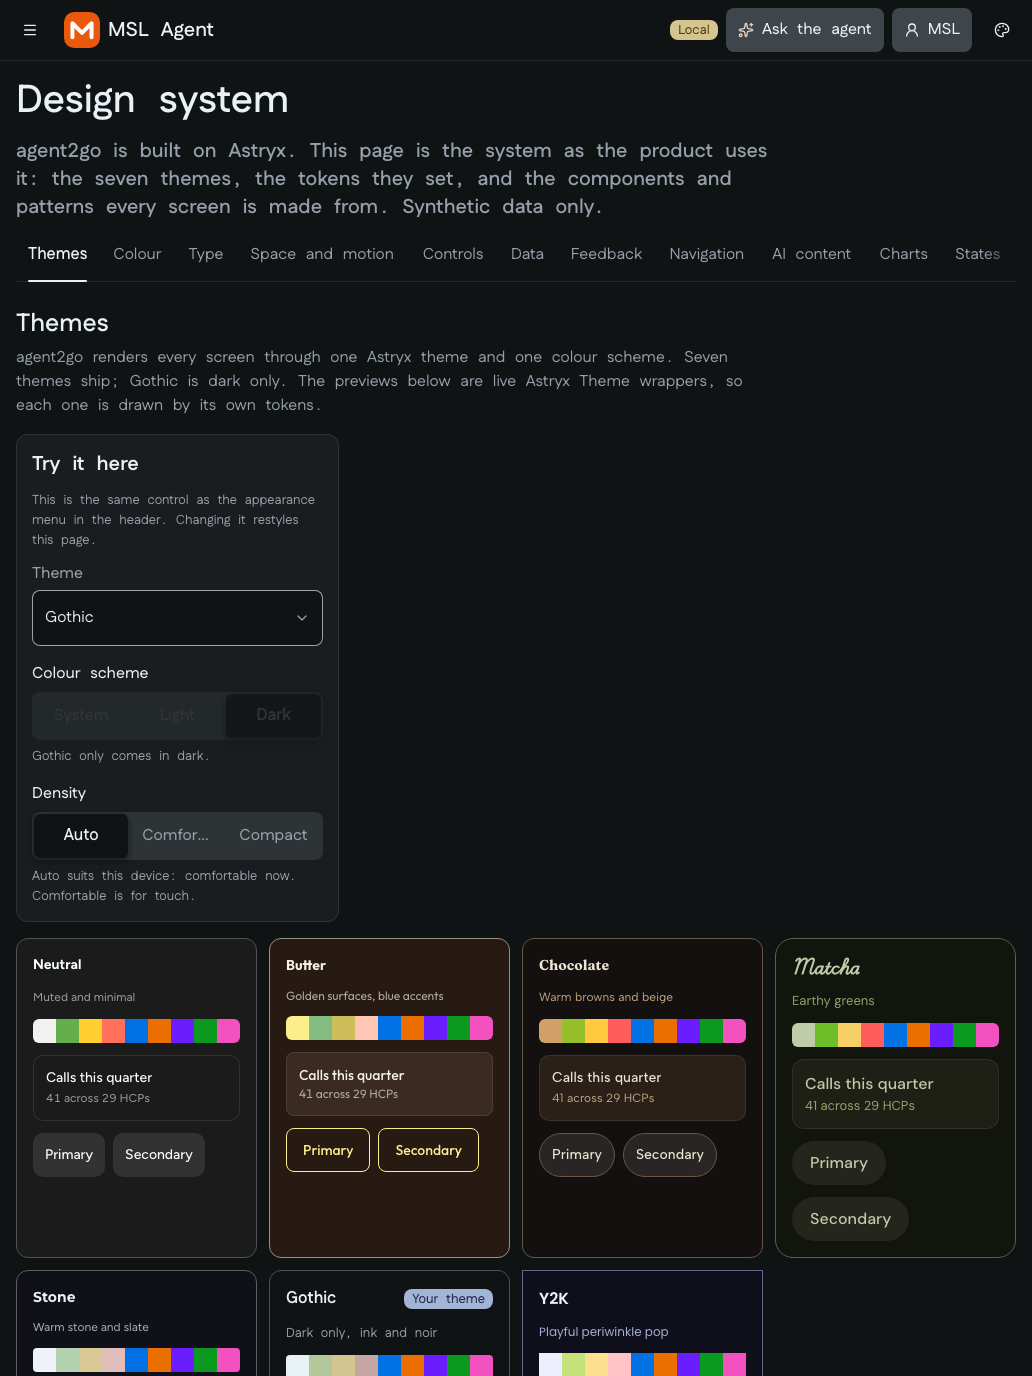 MSL Agent
Local
Ask the agent
MSL
Design system
agent2go is built on Astryx. This page is the system as the product uses
it: the seven themes, the tokens they set, and the components and
patterns every screen is made from. Synthetic data only.
Themes Colour Type Space and motion Controls Data Feedback Navigation AI content Charts States
Themes
agent2go renders every screen through one Astryx theme and one colour scheme. Seven
themes ship; Gothic is dark only. The previews below are live Astryx Theme wrappers, so
each one is drawn by its own tokens.
Try it here
This is the same control as the appearance
menu in the header. Changing it restyles
this page.
Theme
Gothic
Colour scheme
System Light Dark
Gothic only comes in dark.
Density
Auto Comfor... Compact
Auto suits this device: comfortable now.
Comfortable is for touch.
Neutral
Muted and minimal
Calls this quarter
41 across 29 HCPs
Primary Secondary
Butter
Golden surfaces, blue accents
Calls this quarter
41 across 29 HCPs
Primary Secondary
Chocolate
Warm browns and beige
Calls this quarter
41 across 29 HCPs
Primary Secondary
Matcha
Earthy greens
Calls this quarter
41 across 29 HCPs
Primary
Secondary
Stone
Warm stone and slate
Gothic
Your theme
Dark only, ink and noir
Y2K
Playful periwinkle pop